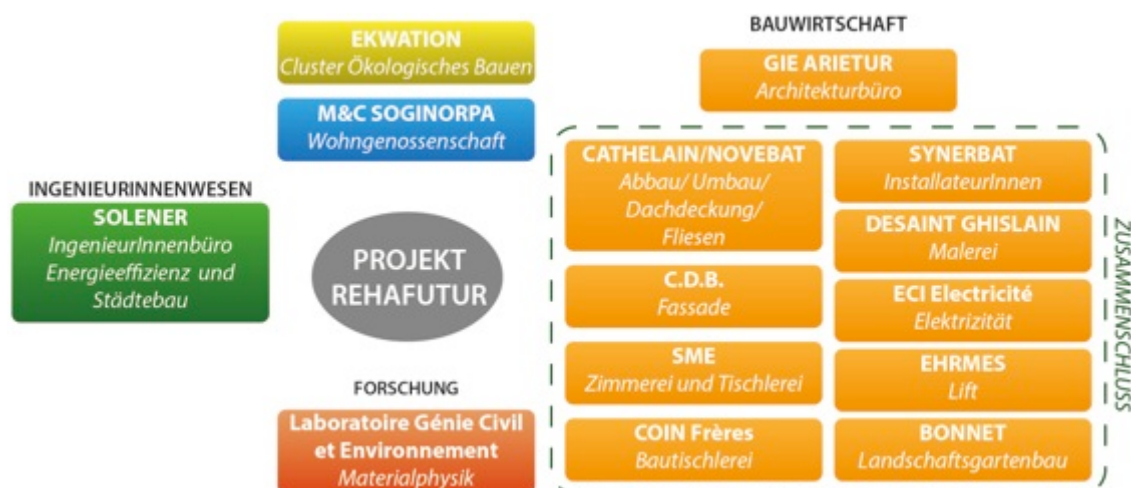 EKWATION
Cluster Ökologisches Bauen
M&C SOGINORPA
Wohngenossenschaft
INGENIEURINNENWESEN
SOLENER
IngenieurInnenbüro
Energieeffizienz und
Städtebau
PROJEKT
REHAFUTUR
FORSCHUNG
Laboratoire Génie Civil
et Environnement
Materialphysik
BAUWIRTSCHAFT
GIE ARIETUR
Architekturbüro
CATHELAIN/NOVEBAT
Abbau/ Umbau/
Dachdeckung/
Fliesen
C.D.B.
Fassade
SME
Zimmerei und Tischlerei
COIN Frères
Bautischlerei
SYNERBAT
InstallateurInnen
DESAINT GHISLAIN
Malerei
ECI Electricité
Elektrizität
EHRMES
Lift
BONNET
Landschaftsgartenbau
ZUSAMMENSCHLUSS